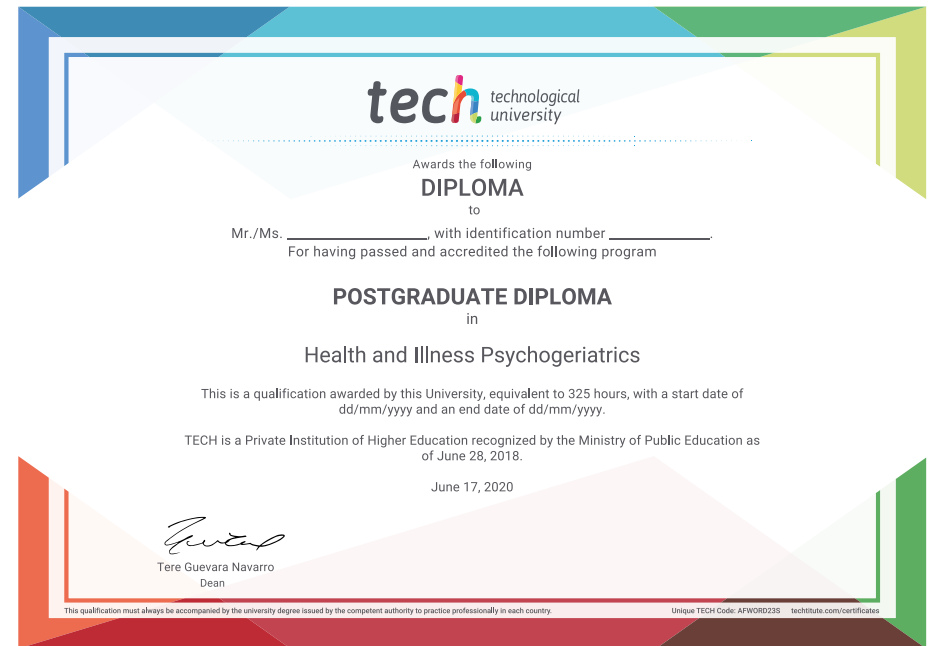 tech technological
university
Awards the following
DIPLOMA
to
Mr./Ms. ____________________, with identification number ______________.
For having passed and accredited the following program
POSTGRADUATE DIPLOMA
in
Health and Illness Psychogeriatrics
This is a qualification awarded by this University, equivalent to 325 hours, with a start date of
dd/mm/yyyy and an end date of dd/mm/yyyy.
TECH is a Private Institution of Higher Education recognized by the Ministry of Public Education as
of June 28, 2018.
June 17, 2020
Tere Guevara Navarro
Dean
This qualification must always be accompanied by the university degree issued by the competent authority to practice professionally in each country. Unique TECH Code: AFWORD23S techtitute.com/certificates